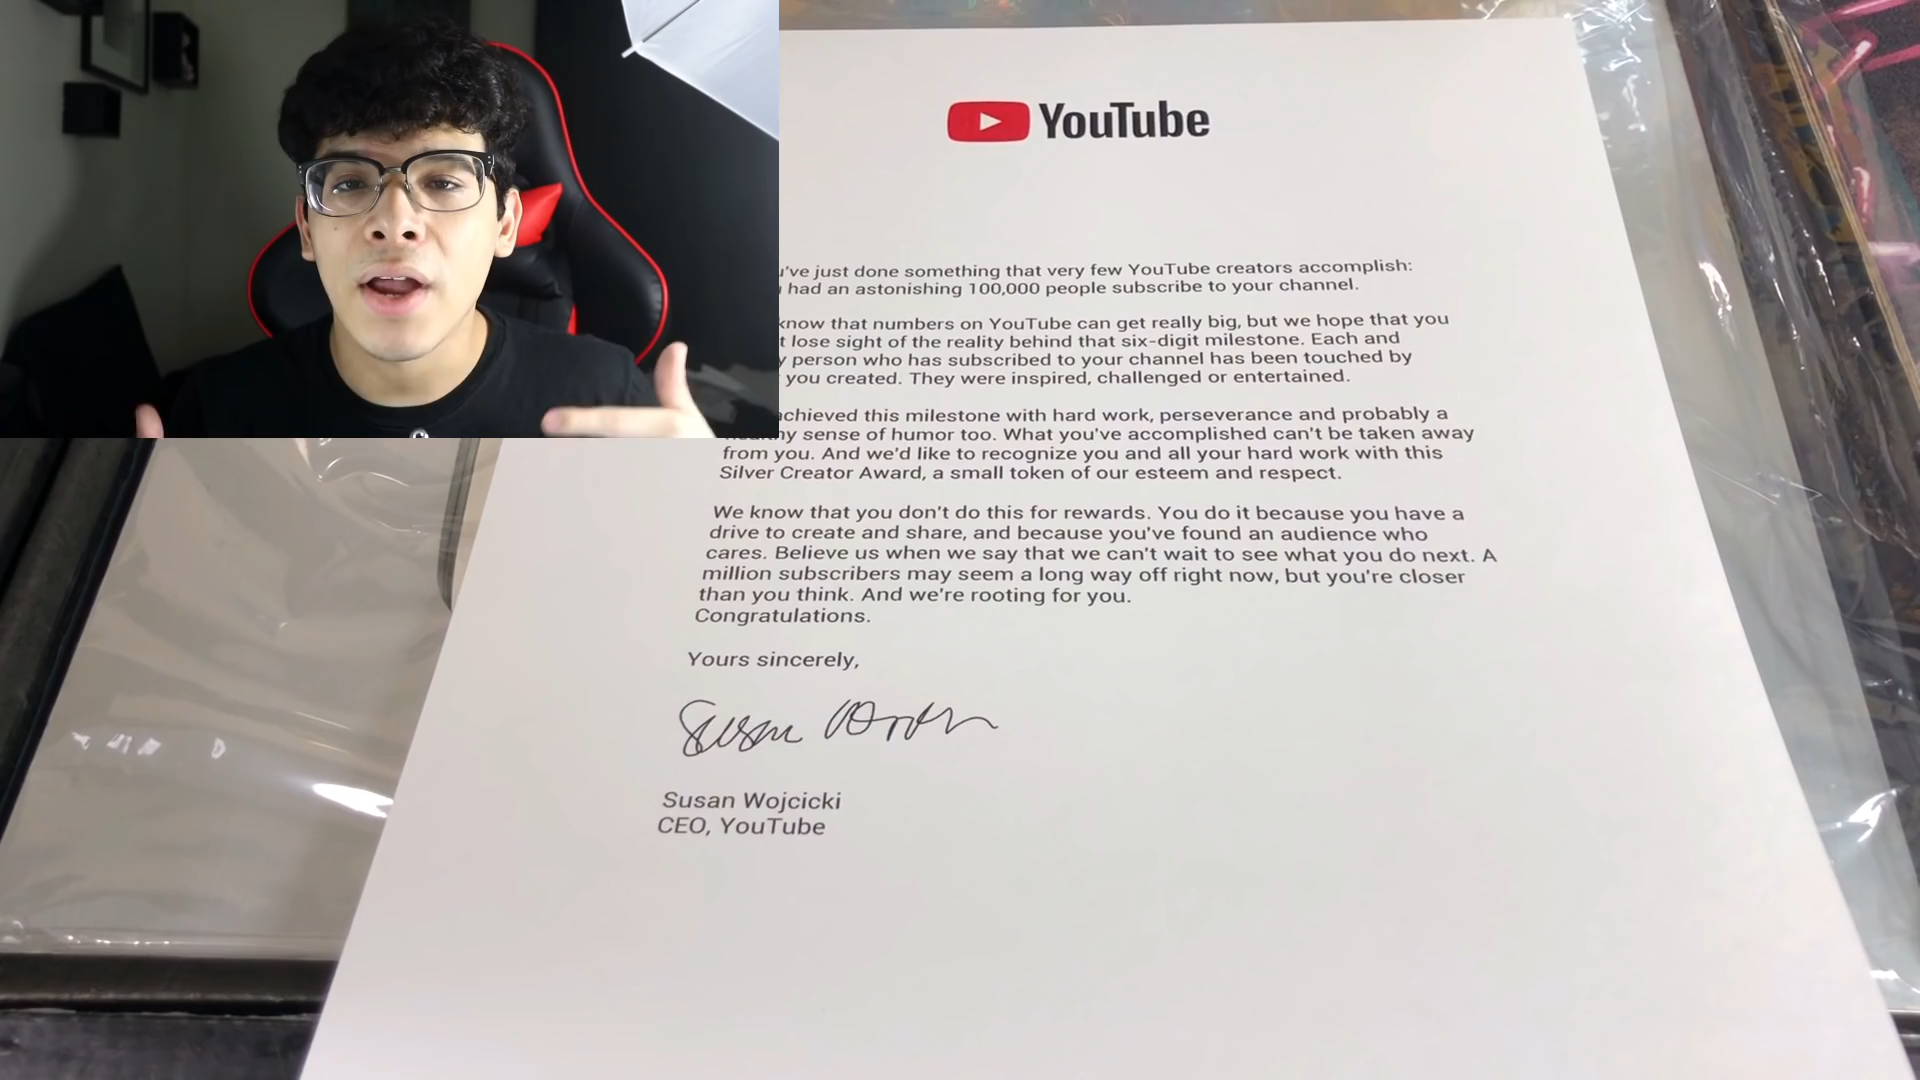 YouTube
've just done something that very few YouTube creators accomplish:
had an astonishing 100,000 people subscribe to your channel.
know that numbers on YouTube can get really big, but we hope that you
lose sight of the reality behind that six-digit milestone. Each and
person who has subscribed to your channel has been touched by
you created. They were inspired, challenged or entertained.
achieved this milestone with hard work, perseverance and probably a
sense of humor too. What you've accomplished can't be taken away
from you. And we'd like to recognize you and all your hard work with this
Silver Creator Award, a small token of our esteem and respect.
We know that you don't do this for rewards. You do it because you have a
drive to create and share, and because you've found an audience who
cares. Believe us when we say that we can't wait to see what you do next. A
million subscribers may seem a long way off right now, but you're closer
than you think. And we're rooting for you.
Congratulations.
Yours sincerely,
Susan Wojcicki
CEO, YouTube